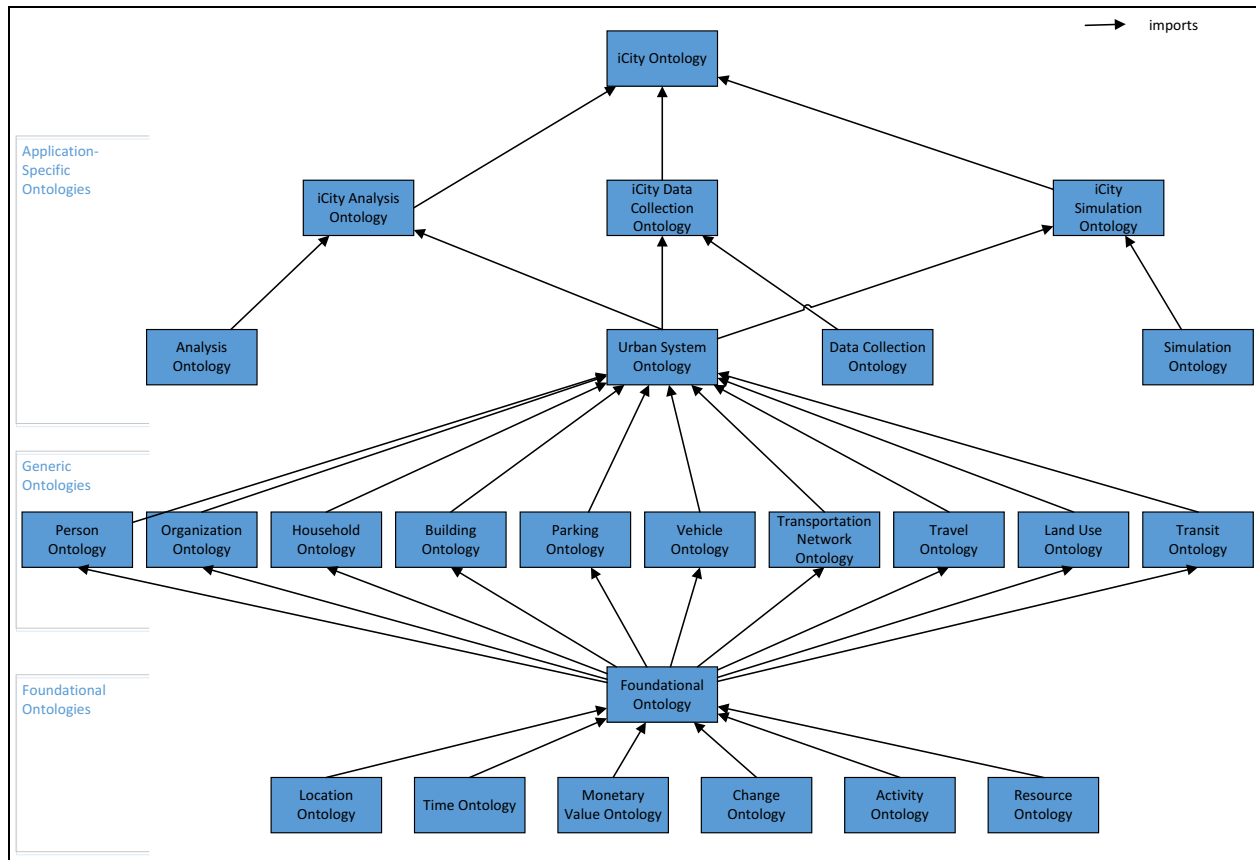 imports
iCity Ontology
Application-
Specific
Ontologies
iCity Analysis
Ontology
iCity Data
Collection
Ontology
iCity
Simulation
Ontology
Analysis
Ontology
Urban System
Ontology
Data Collection
Ontology
Simulation
Ontology
Generic
Ontologies
Person
Ontology
Organization
Ontology
Household
Ontology
Building
Ontology
Parking
Ontology
Vehicle
Ontology
Transportation
Network
Ontology
Travel
Ontology
Land Use
Ontology
Transit
Ontology
Foundational
Ontologies
Foundational
Ontology
Location
Ontology
Time Ontology
Monetary
Value Ontology
Change
Ontology
Activity
Ontology
Resource
Ontology